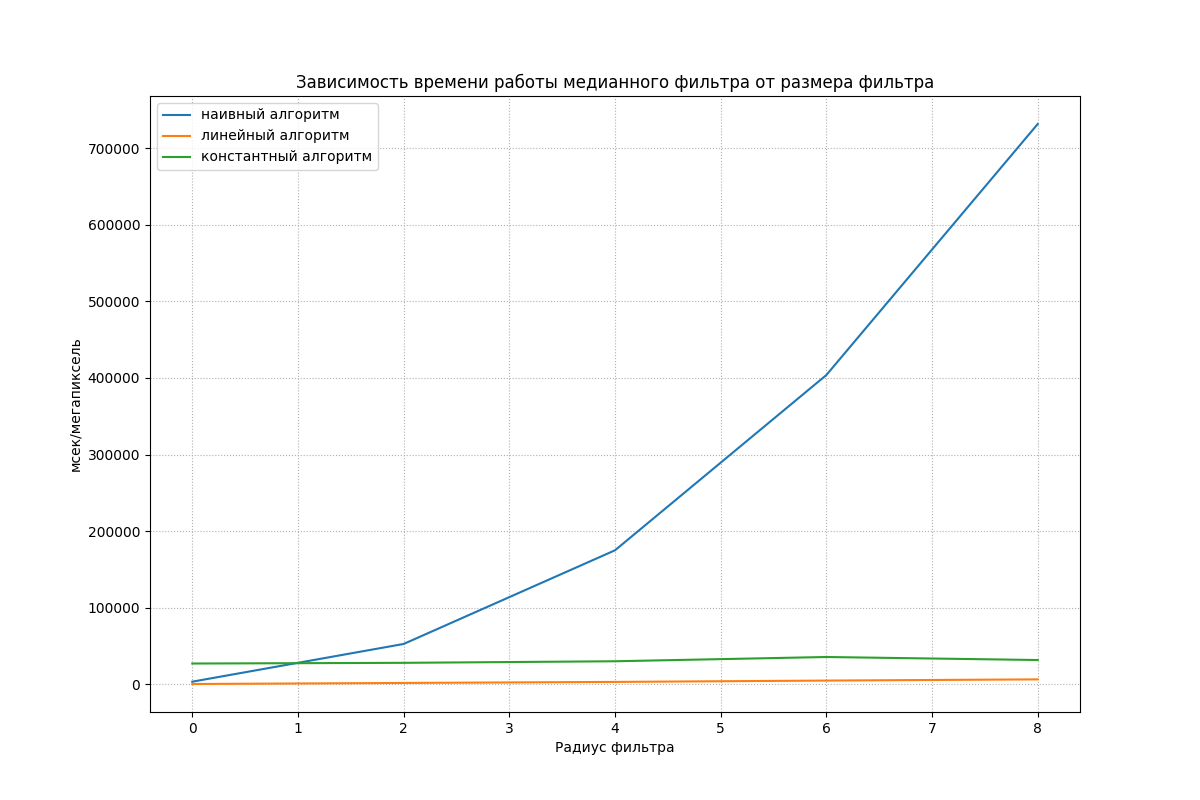 Зависимость времени работы медианного фильтра от размера фильтра
наивный алгоритм
линейный алгоритм
константный алгоритм
700000
600000
500000
400000
300000
200000
100000
0
мсек/мегапиксель
0 1 2 3 4 5 6 7 8
Радиус фильтра